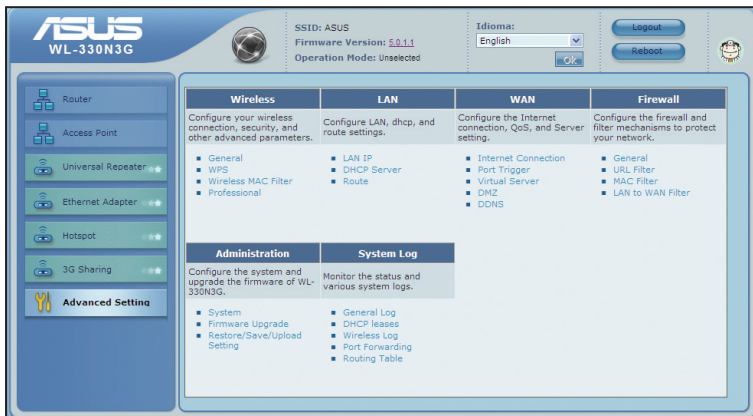 ASUS
WL-330N3G
SSID: ASUS
Firmware Version: 5.0.1.1
Operation Mode: Unselected
Idioma:
English
OK
Logout
Reboot
Router
Access Point
Universal Repeater
Ethernet Adapter
Hotspot
3G Sharing
Advanced Setting
Wireless
Configure your wireless
connection, security, and
other advanced parameters.
General
WPS
Wireless MAC Filter
Professional
LAN
Configure LAN, dhcp, and
route settings.
LAN IP
DHCP Server
Route
WAN
Configure the Internet
connection, QoS, and Server
setting.
Internet Connection
Port Trigger
Virtual Server
DMZ
DDNS
Firewall
Configure the firewall and
filter mechanisms to protect
your network.
General
URL Filter
MAC Filter
LAN to WAN Filter
Administration
Configure the system and
upgrade the firmware of WL-
330N3G.
System
Firmware Upgrade
Restore/Save/Upload
Setting
System Log
Monitor the status and
various system logs.
General Log
DHCP leases
Wireless Log
Port Forwarding
Routing Table